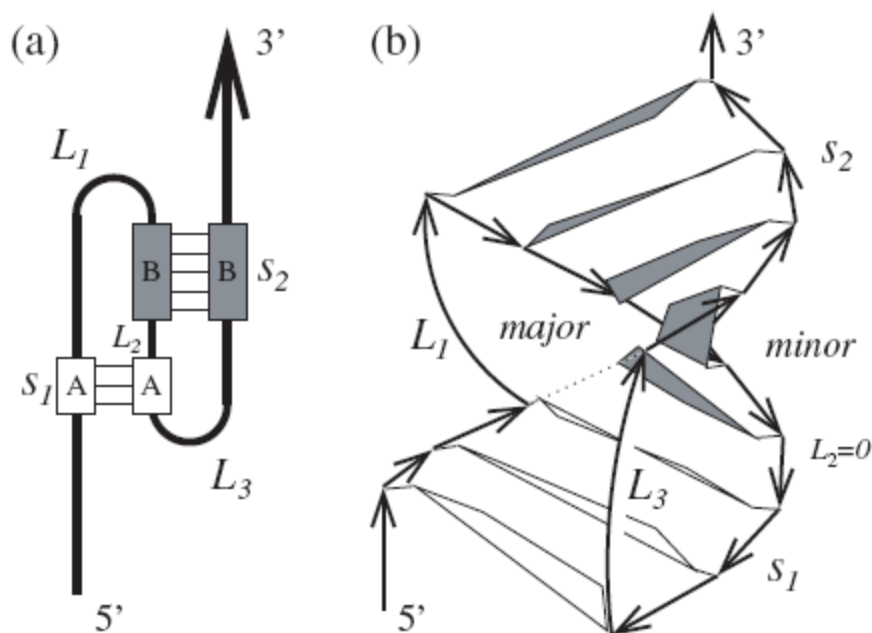 (a)
3’
L1
B
B
s2
L2
s1
A
A
L3
5’
(b)
3’
s2
L1
major
minor
L3
L2=0
s1
5’